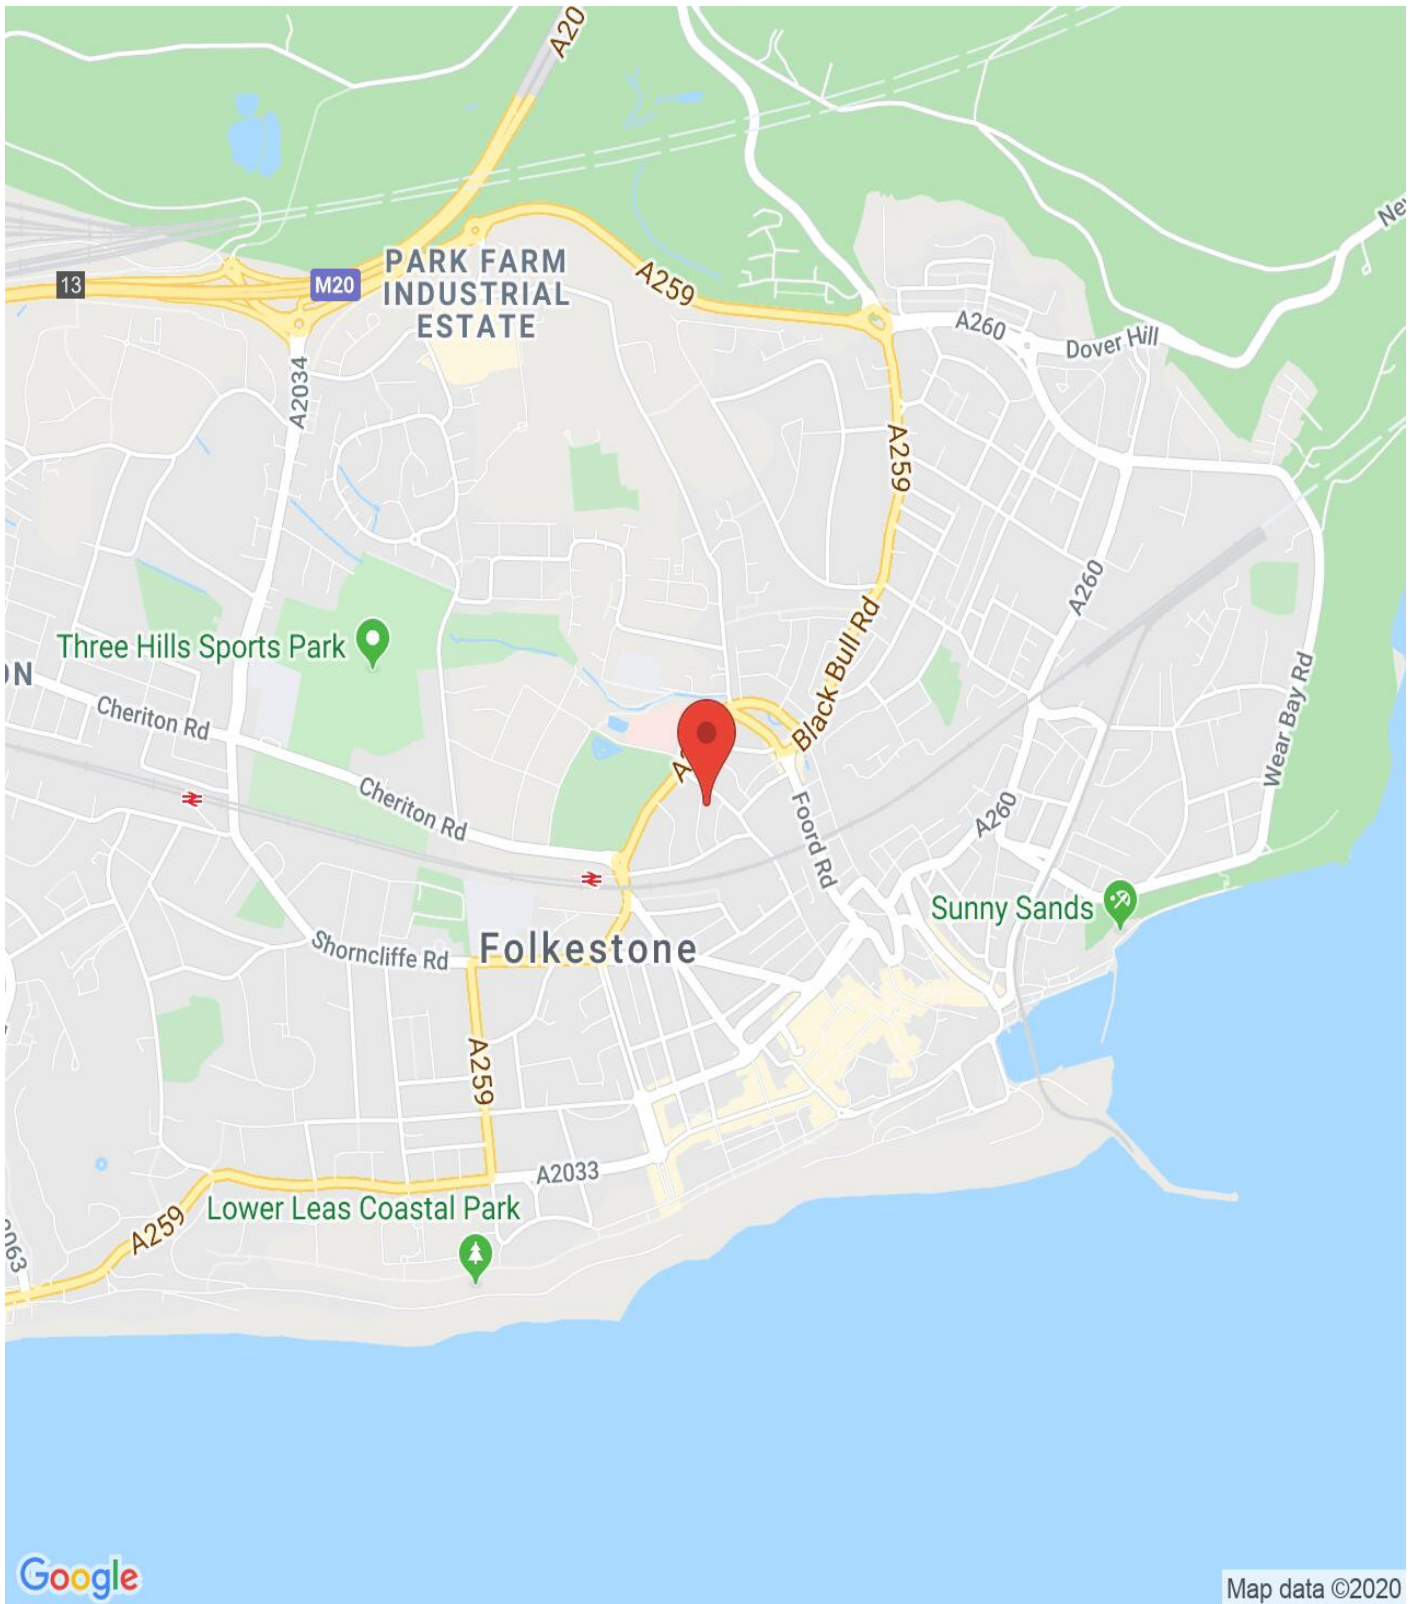 A20
New
A259
M20
13
PARK FARM
INDUSTRIAL
ESTATE
A260
Dover Hill
A2034
A259
A260
Black Bull Rd
Three Hills Sports Park
Wear Bay Rd
Cheriton Rd
Cheriton Rd
Foord Rd
A260
Sunny Sands
Shorncliffe Rd
Folkestone
A259
A2033
Lower Leas Coastal Park
A259
Google
Map data ©2020